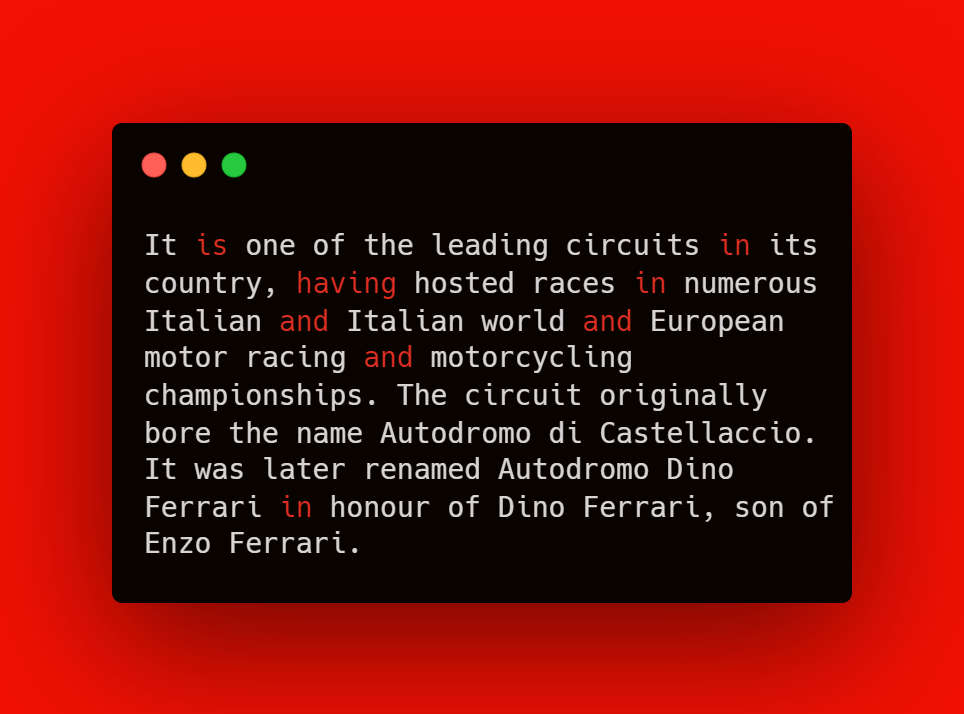 It is one of the leading circuits in its
country, having hosted races in numerous
Italian and Italian world and European
motor racing and motorcycling
championships. The circuit originally
bore the name Autodromo di Castellaccio.
It was later renamed Autodromo Dino
Ferrari in honour of Dino Ferrari, son of
Enzo Ferrari.